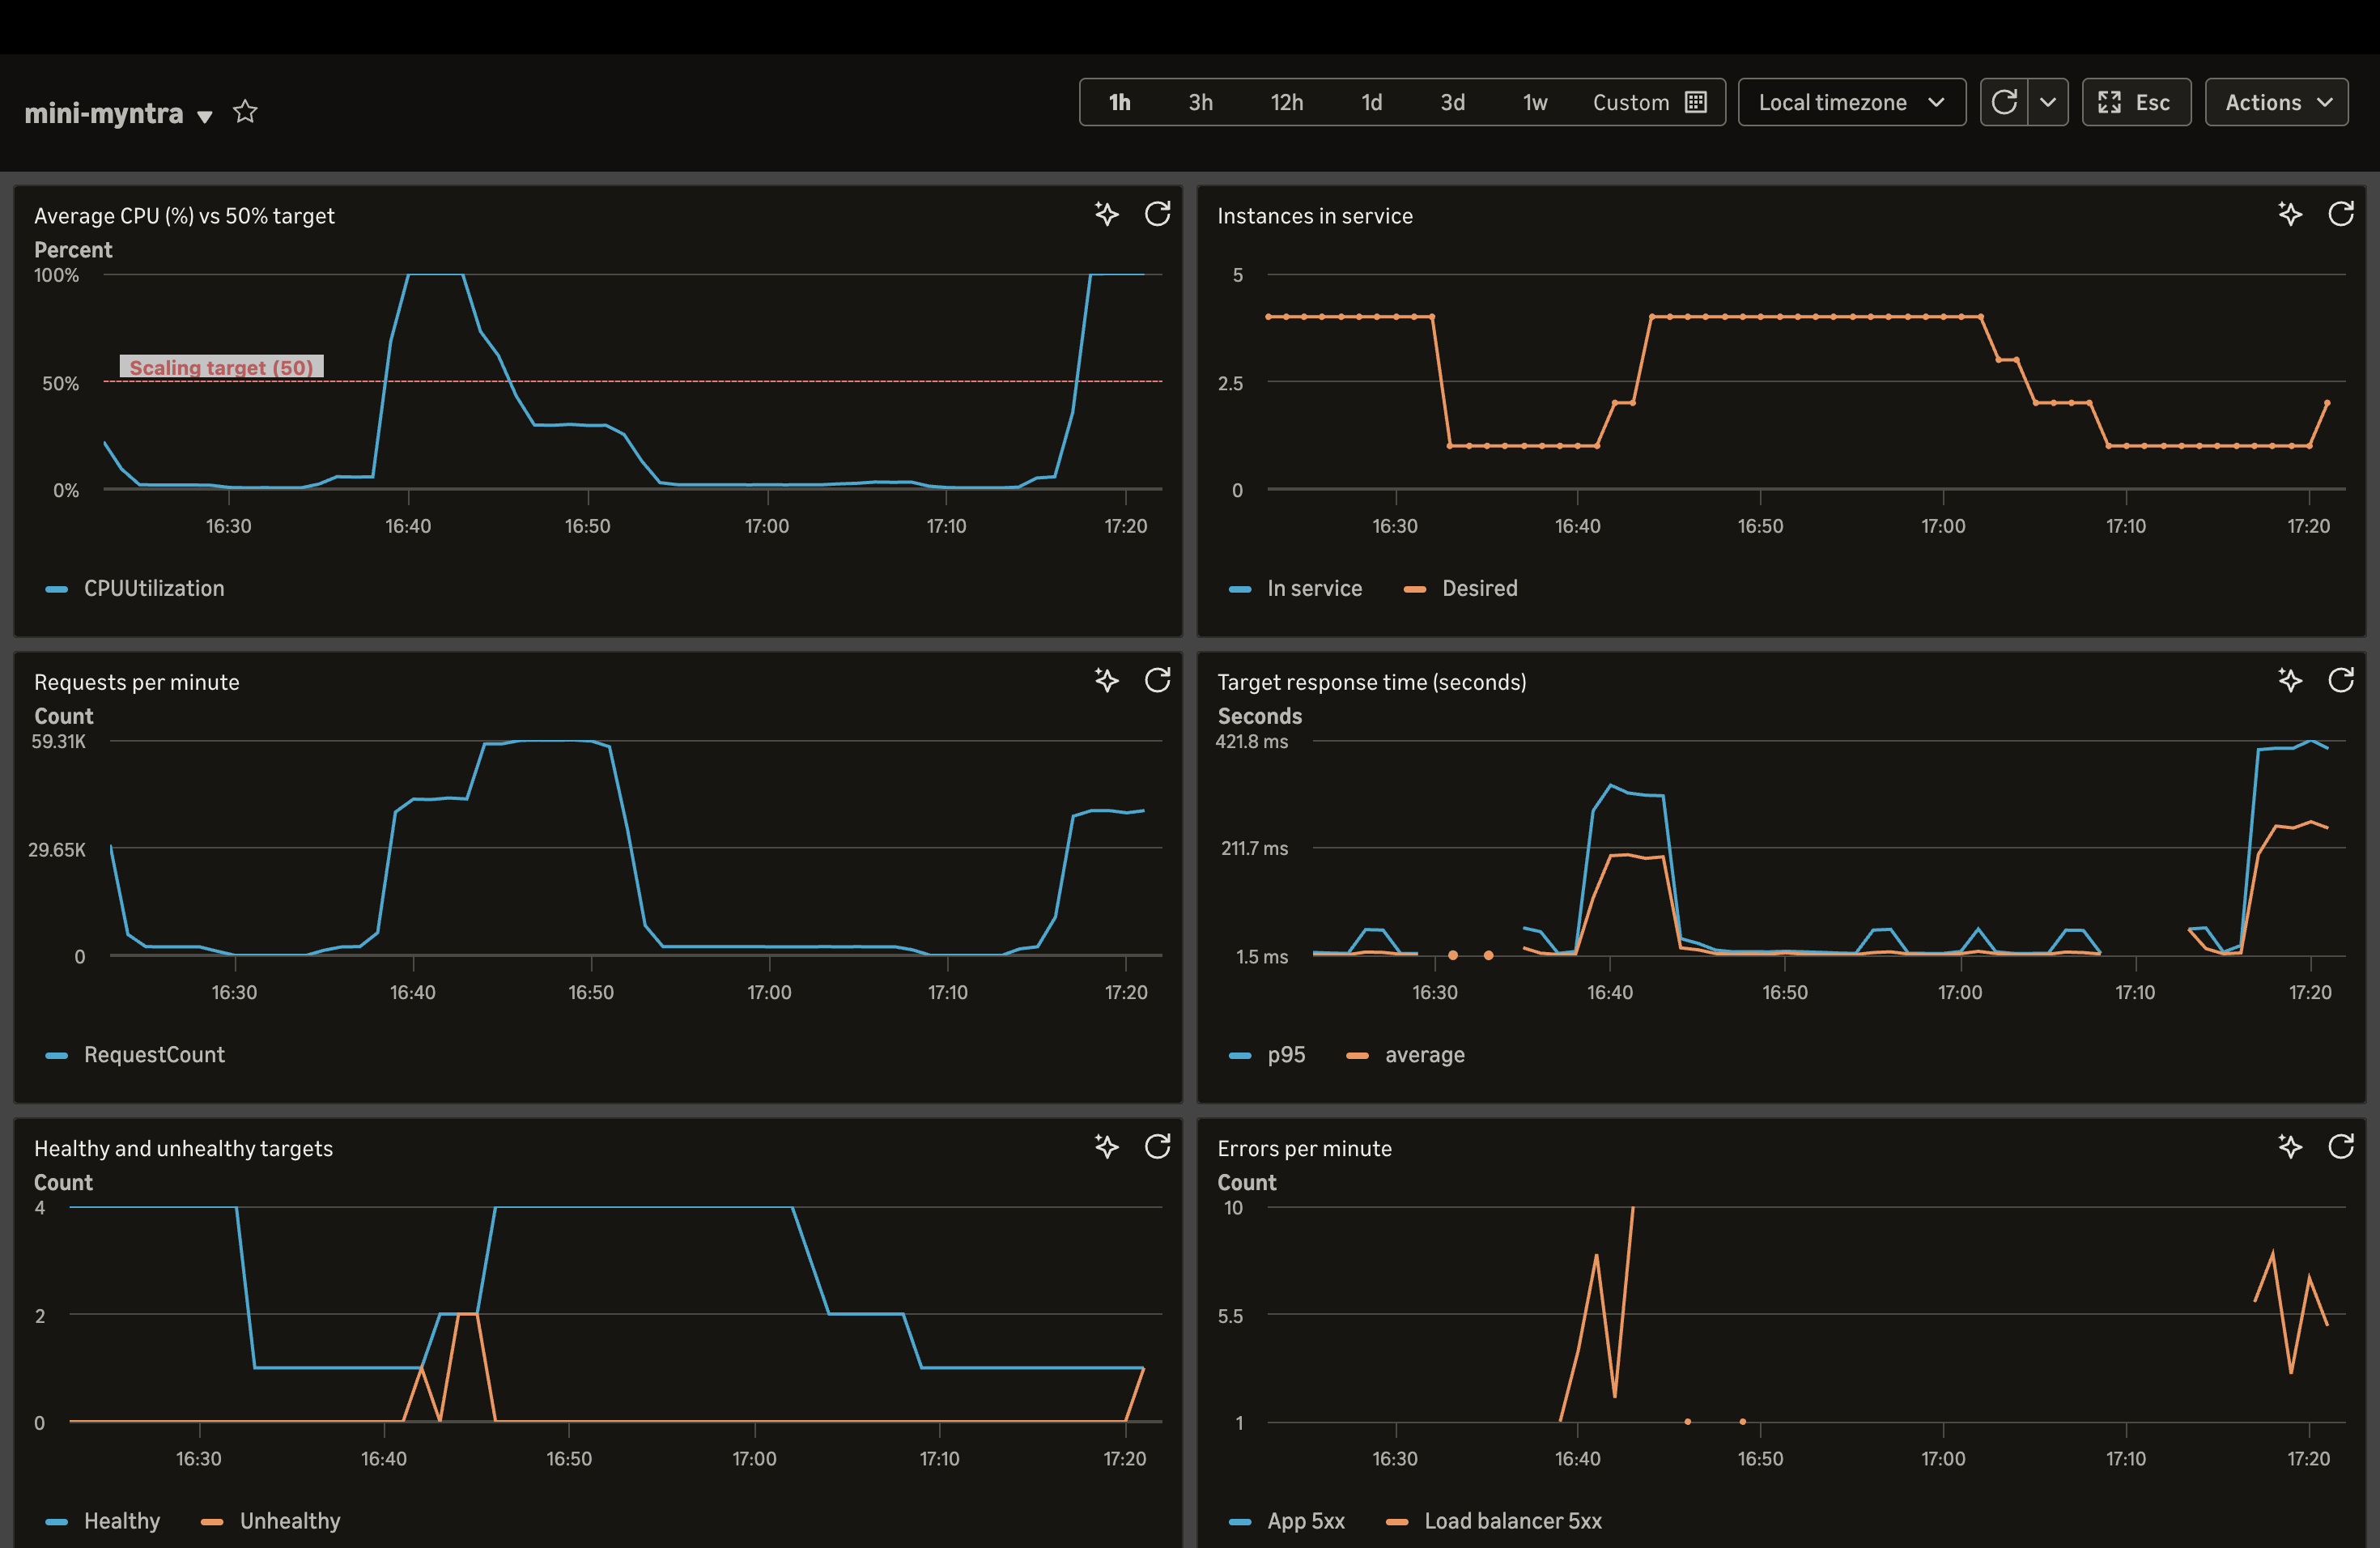 mini-myntra
1h 3h 12h 1d 3d 1w Custom Local timezone Esc Actions
Average CPU (%) vs 50% target
Percent
100%
Scaling target (50)
50%
0%
16:30 16:40 16:50 17:00 17:10 17:20
CPUUtilization
Instances in service
5
2.5
0
16:30 16:40 16:50 17:00 17:10 17:20
In service Desired
Requests per minute
Count
59.31K
29.65K
0
16:30 16:40 16:50 17:00 17:10 17:20
RequestCount
Target response time (seconds)
Seconds
421.8 ms
211.7 ms
1.5 ms
16:30 16:40 16:50 17:00 17:10 17:20
p95 average
Healthy and unhealthy targets
Count
4
2
0
16:30 16:40 16:50 17:00 17:10 17:20
Healthy Unhealthy
Errors per minute
Count
10
5.5
1
16:30 16:40 16:50 17:00 17:10 17:20
App 5xx Load balancer 5xx